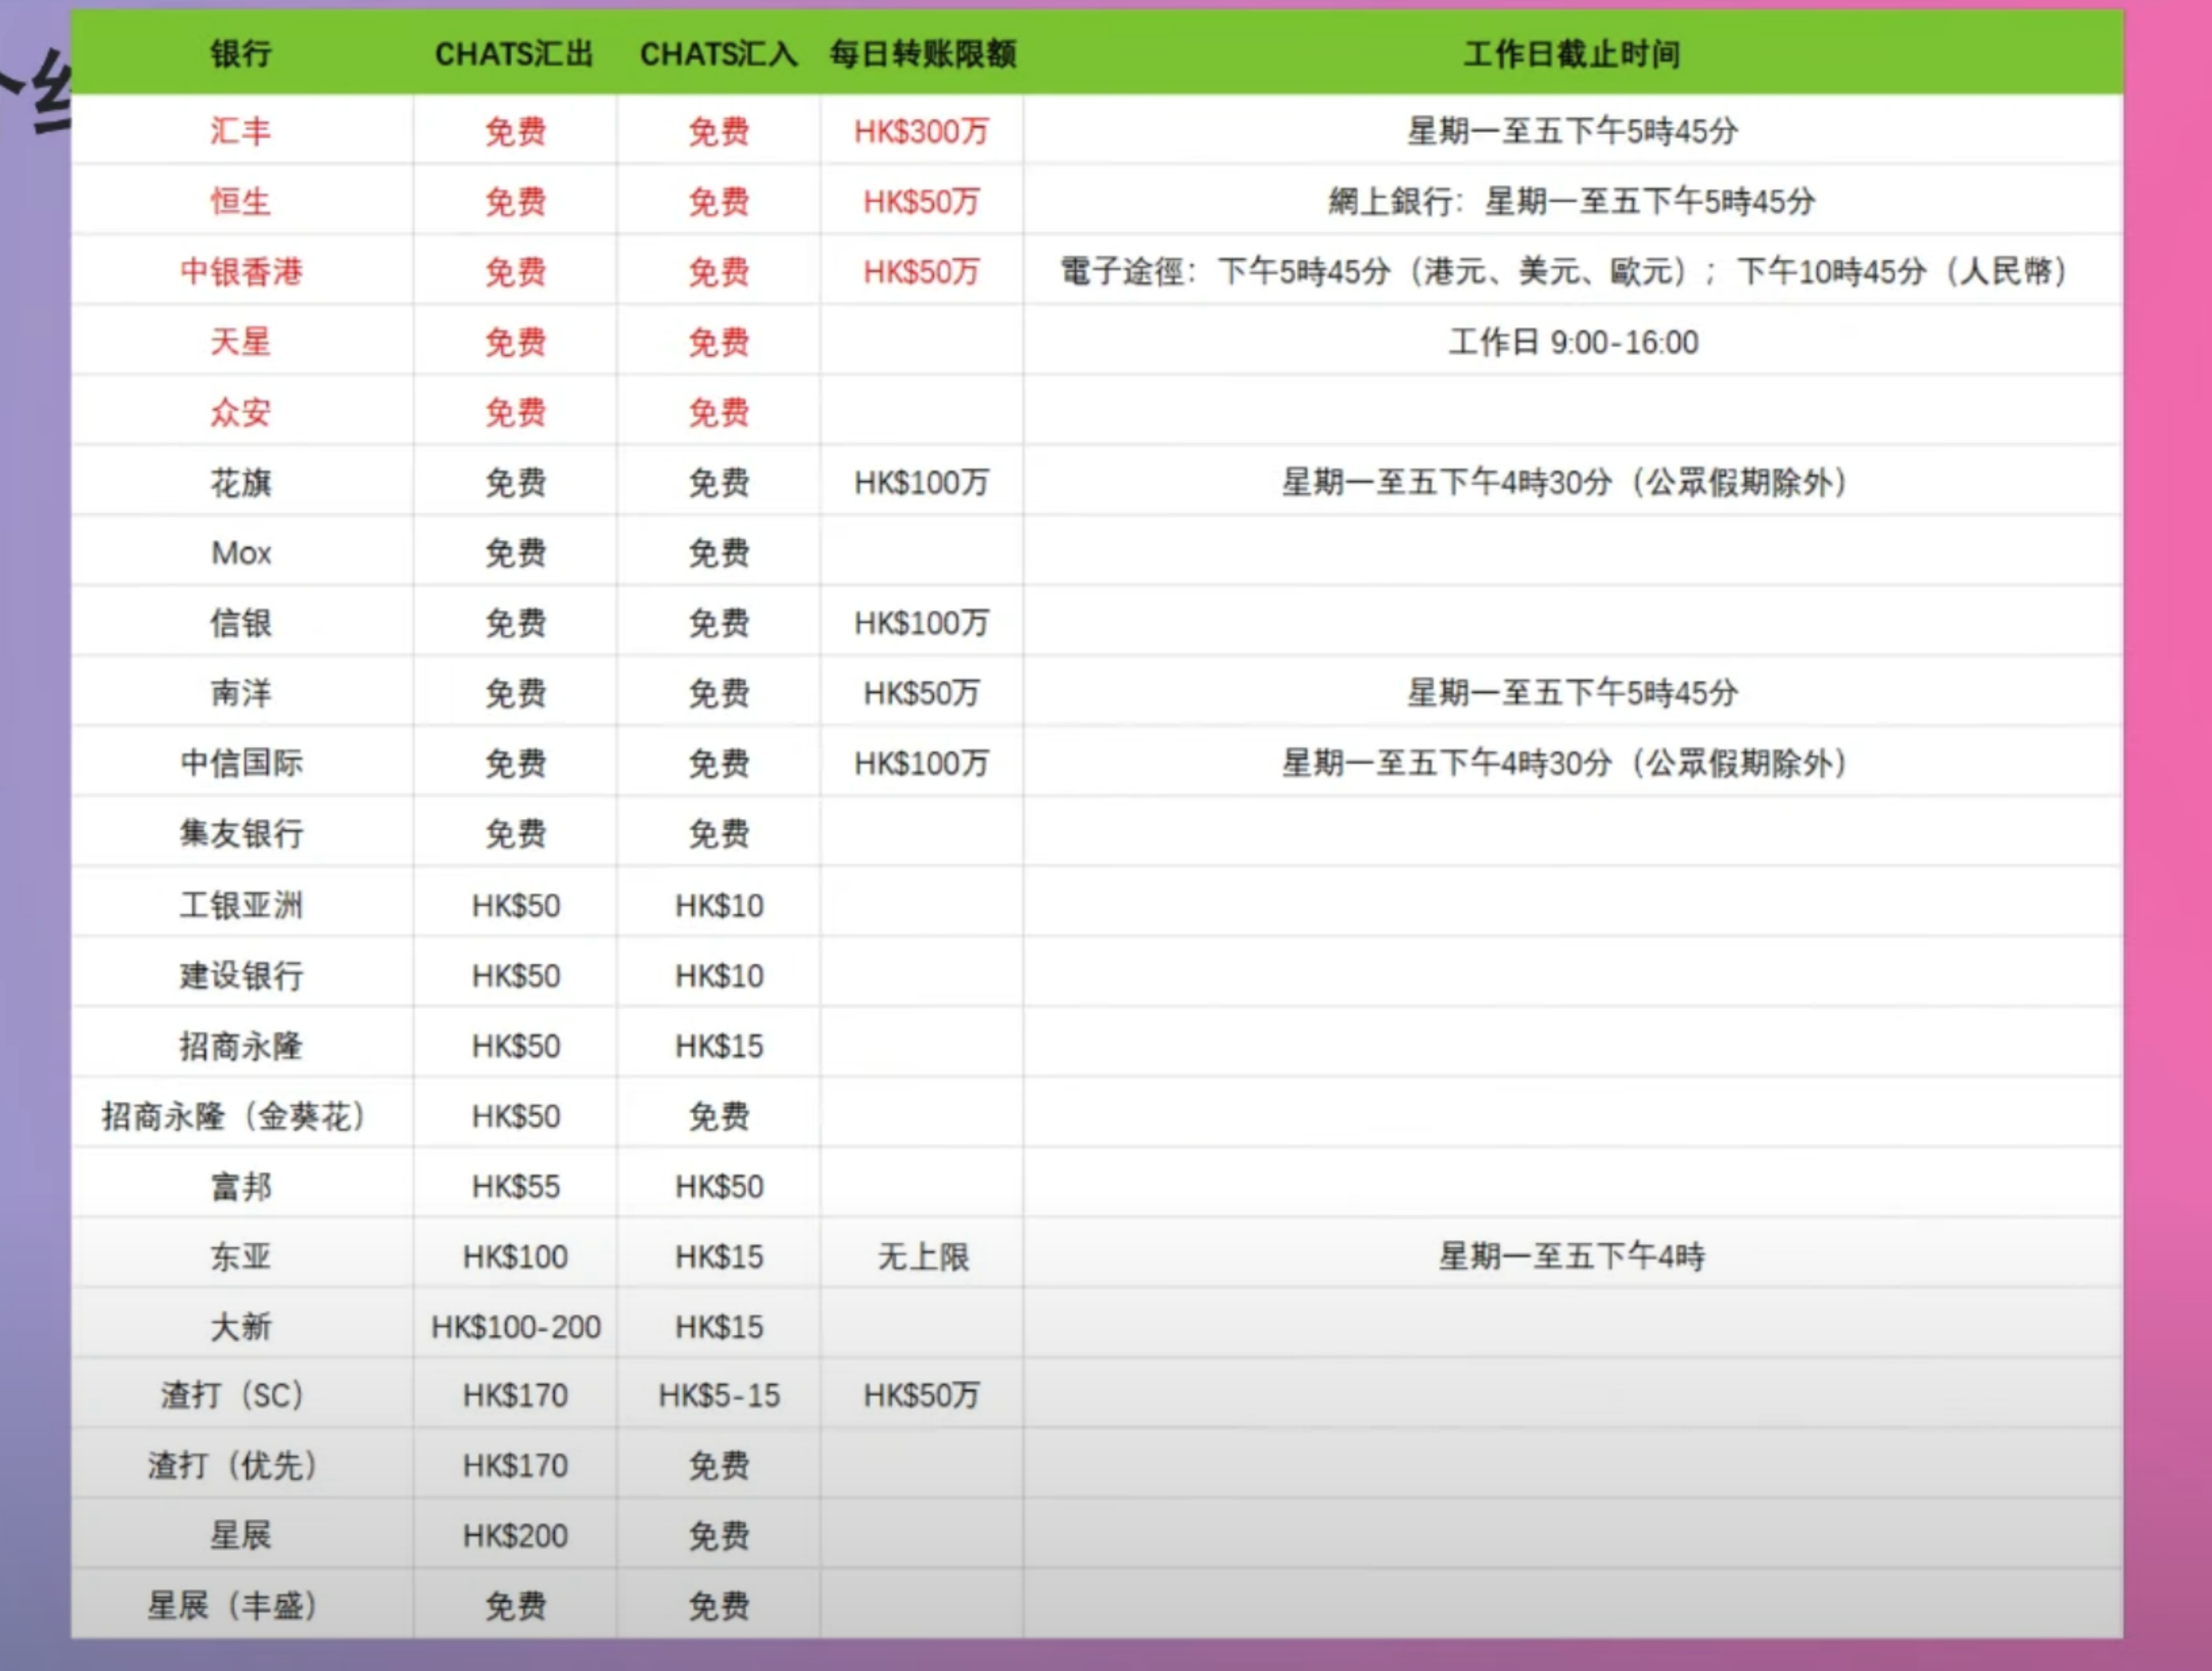 银行 CHATS汇出 CHATS汇入 每日转账限额 工作日截止时间
汇丰 免费 免费 HK$300万 星期一至五下午5時45分
恒生 免费 免费 HK$50万 網上銀行：星期一至五下午5時45分
中银香港 免费 免费 HK$50万 電子途徑：下午5時45分（港元、美元、歐元）；下午10時45分（人民幣）
天星 免费 免费 工作日 9:00-16:00
众安 免费 免费
花旗 免费 免费 HK$100万 星期一至五下午4時30分（公眾假期除外）
Mox 免费 免费
信银 免费 免费 HK$100万
南洋 免费 免费 HK$50万 星期一至五下午5時45分
中信国际 免费 免费 HK$100万 星期一至五下午4時30分（公眾假期除外）
集友银行 免费 免费
工银亚洲 HK$50 HK$10
建设银行 HK$50 HK$10
招商永隆 HK$50 HK$15
招商永隆（金葵花） HK$50 免费
富邦 HK$55 HK$50
东亚 HK$100 HK$15 无上限 星期一至五下午4時
大新 HK$100-200 HK$15
渣打（SC） HK$170 HK$5-15 HK$50万
渣打（优先） HK$170 免费
星展 HK$200 免费
星展（丰盛） 免费 免费